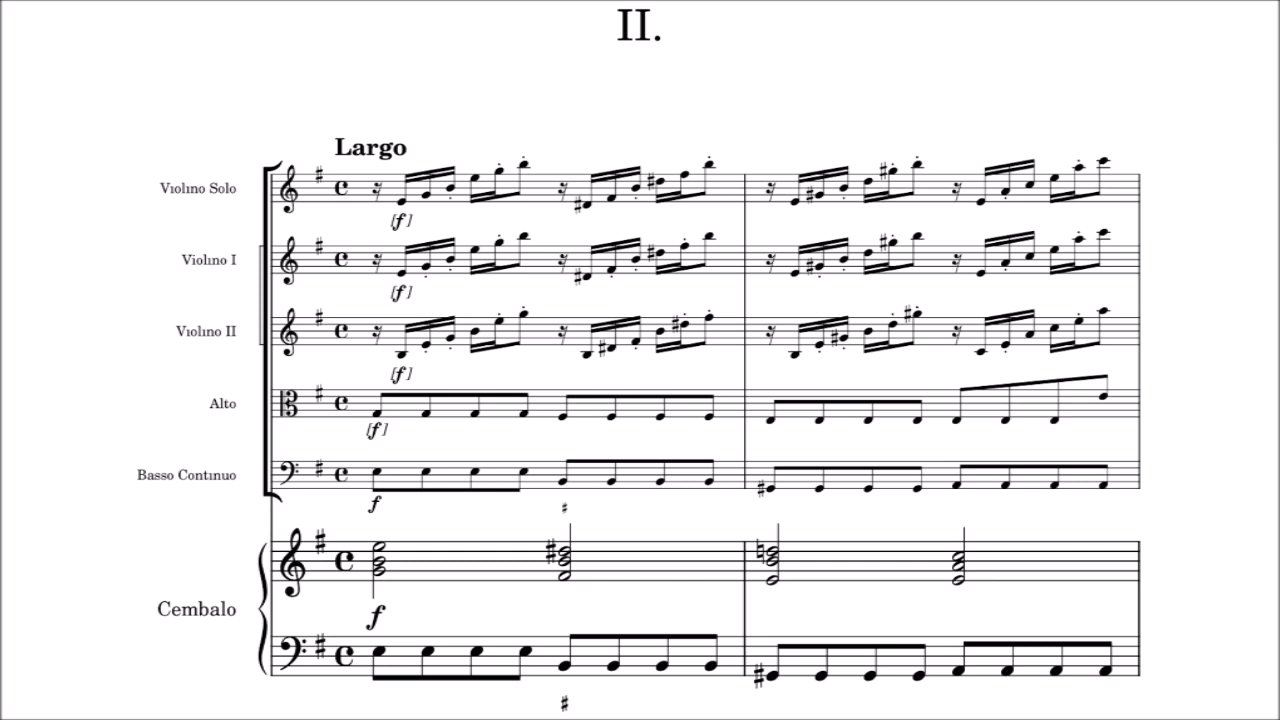 II.
Largo
Violino Solo
[f]
Violino I
[f]
Violino II
[f]
Alto
[f]
Basso Continuo
f
Cembalo
f